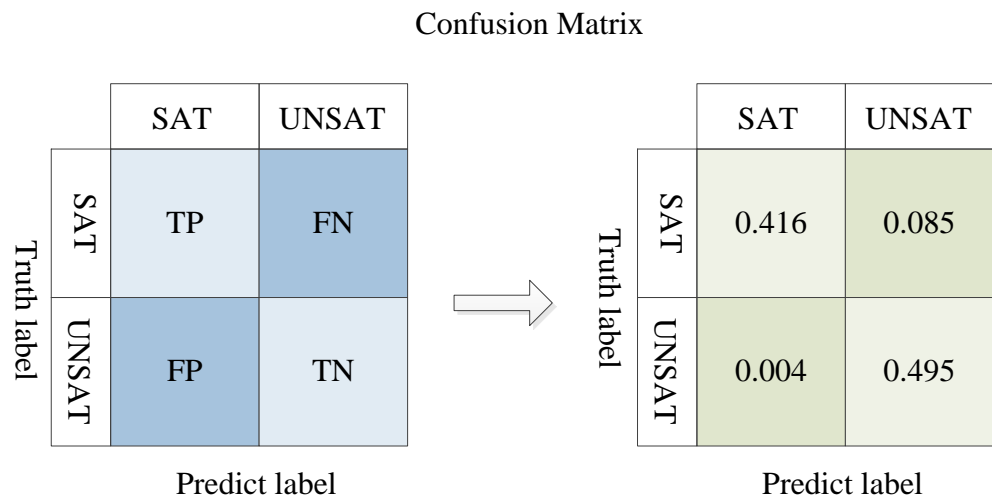 Confusion Matrix
SAT UNSAT
SAT TP FN
UNSAT FP TN
Truth label
Predict label
SAT UNSAT
SAT 0.416 0.085
UNSAT 0.004 0.495
Truth label
Predict label